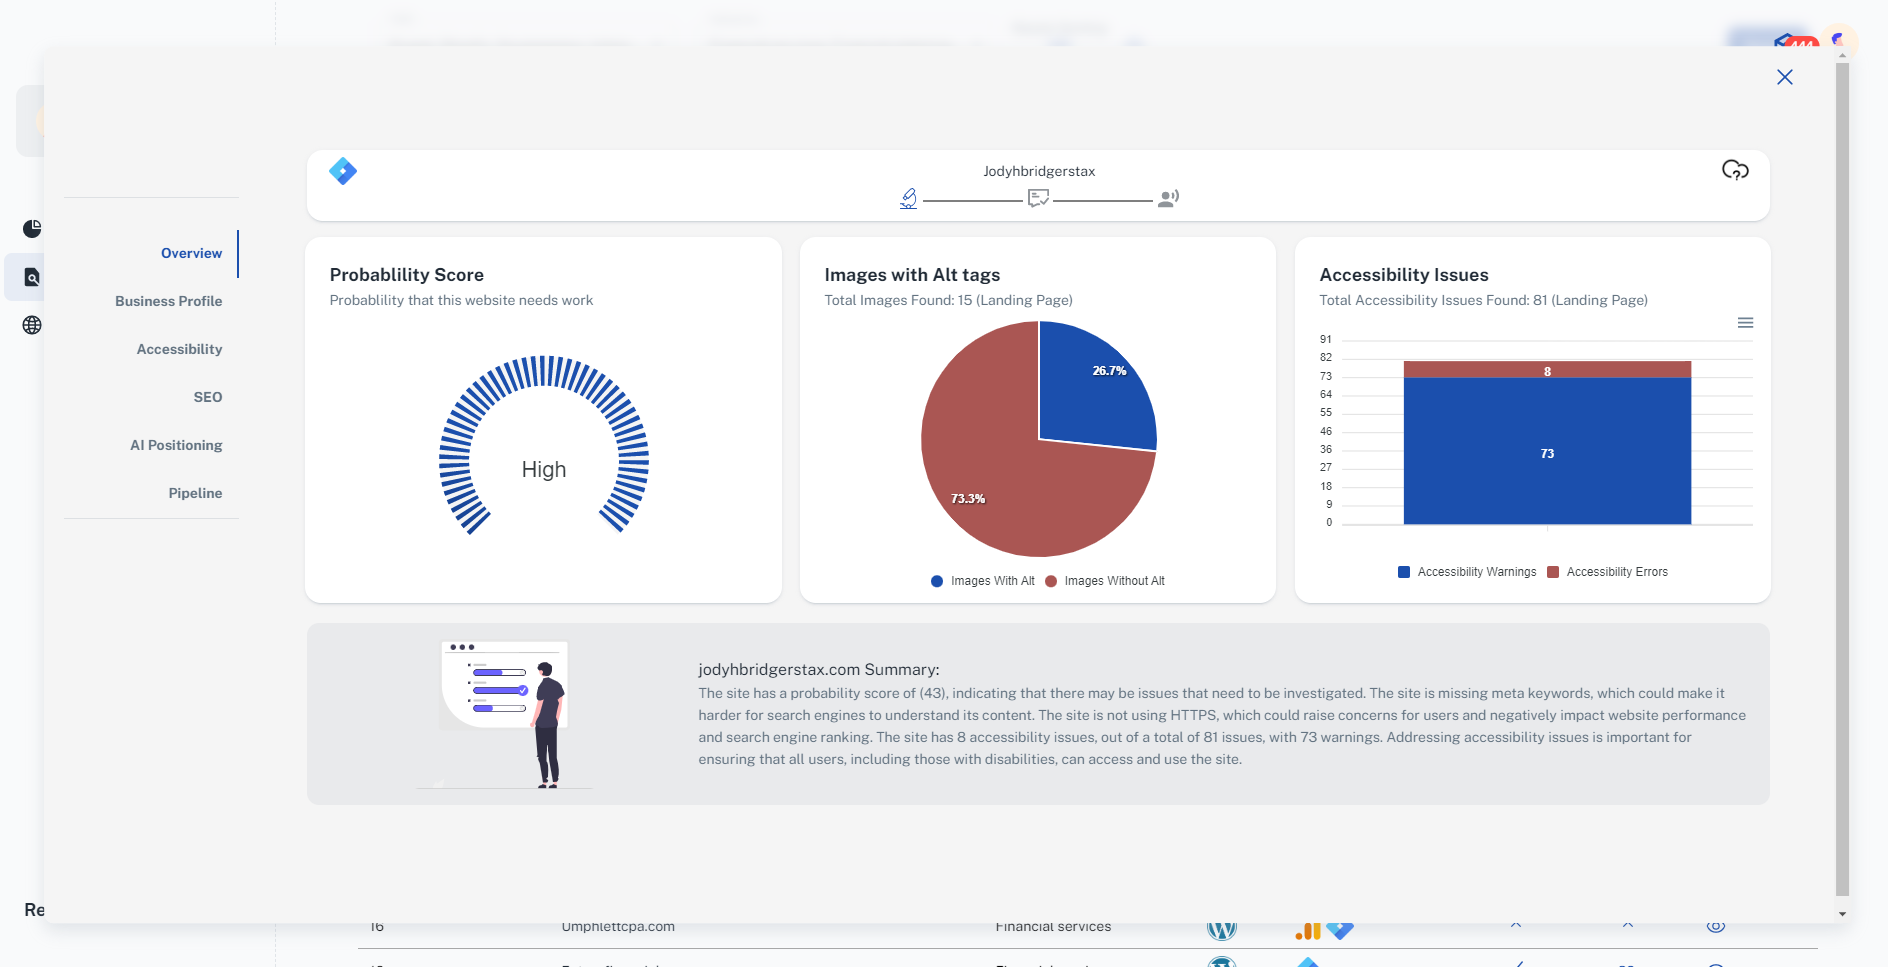 444
Jodyhbridgerstax
Overview
Business Profile
Accessibility
SEO
AI Positioning
Pipeline
Probablility Score
Probablility that this website needs work
High
Images with Alt tags
Total Images Found: 15 (Landing Page)
26.7%
73.3%
Images With Alt
Images Without Alt
Accessibility Issues
Total Accessibility Issues Found: 81 (Landing Page)
91
82
73
64
55
46
36
27
18
9
0
8
73
Accessibility Warnings
Accessibility Errors
jodyhbridgerstax.com Summary:
The site has a probability score of (43), indicating that there may be issues that need to be investigated. The site is missing meta keywords, which could make it
harder for search engines to understand its content. The site is not using HTTPS, which could raise concerns for users and negatively impact website performance
and search engine ranking. The site has 8 accessibility issues, out of a total of 81 issues, with 73 warnings. Addressing accessibility issues is important for
ensuring that all users, including those with disabilities, can access and use the site.
Re
16
Umphlettcpa.com
Financial services